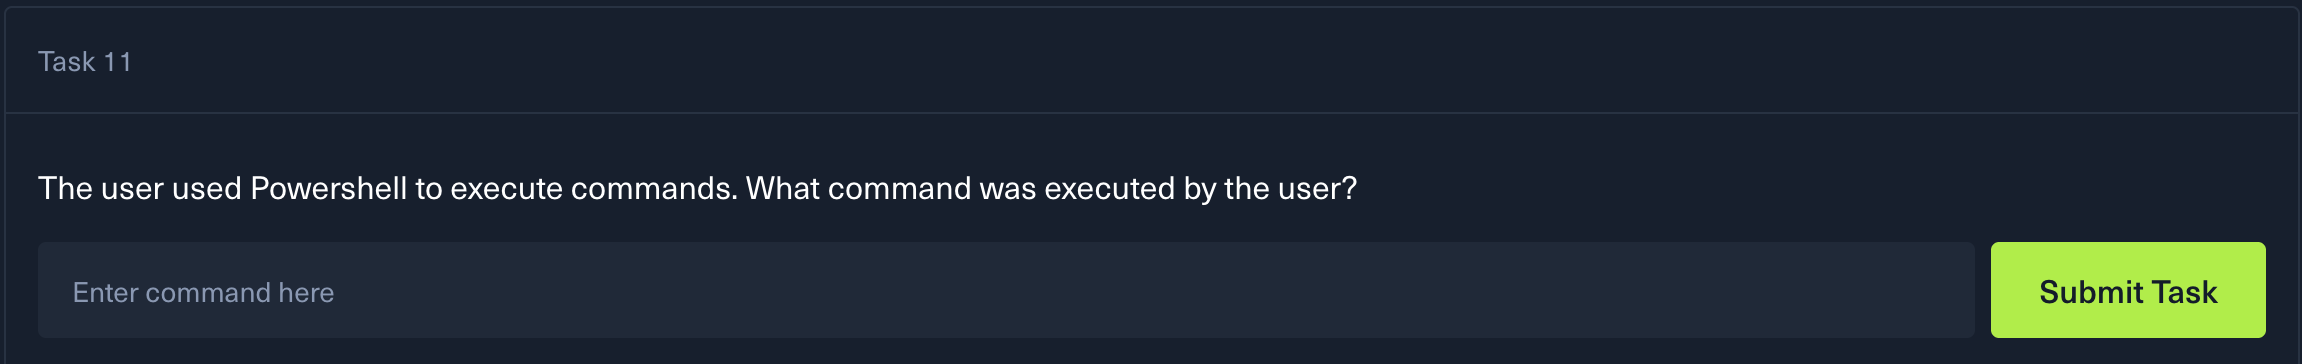 Task 11
The user used Powershell to execute commands. What command was executed by the user?
Enter command here
Submit Task